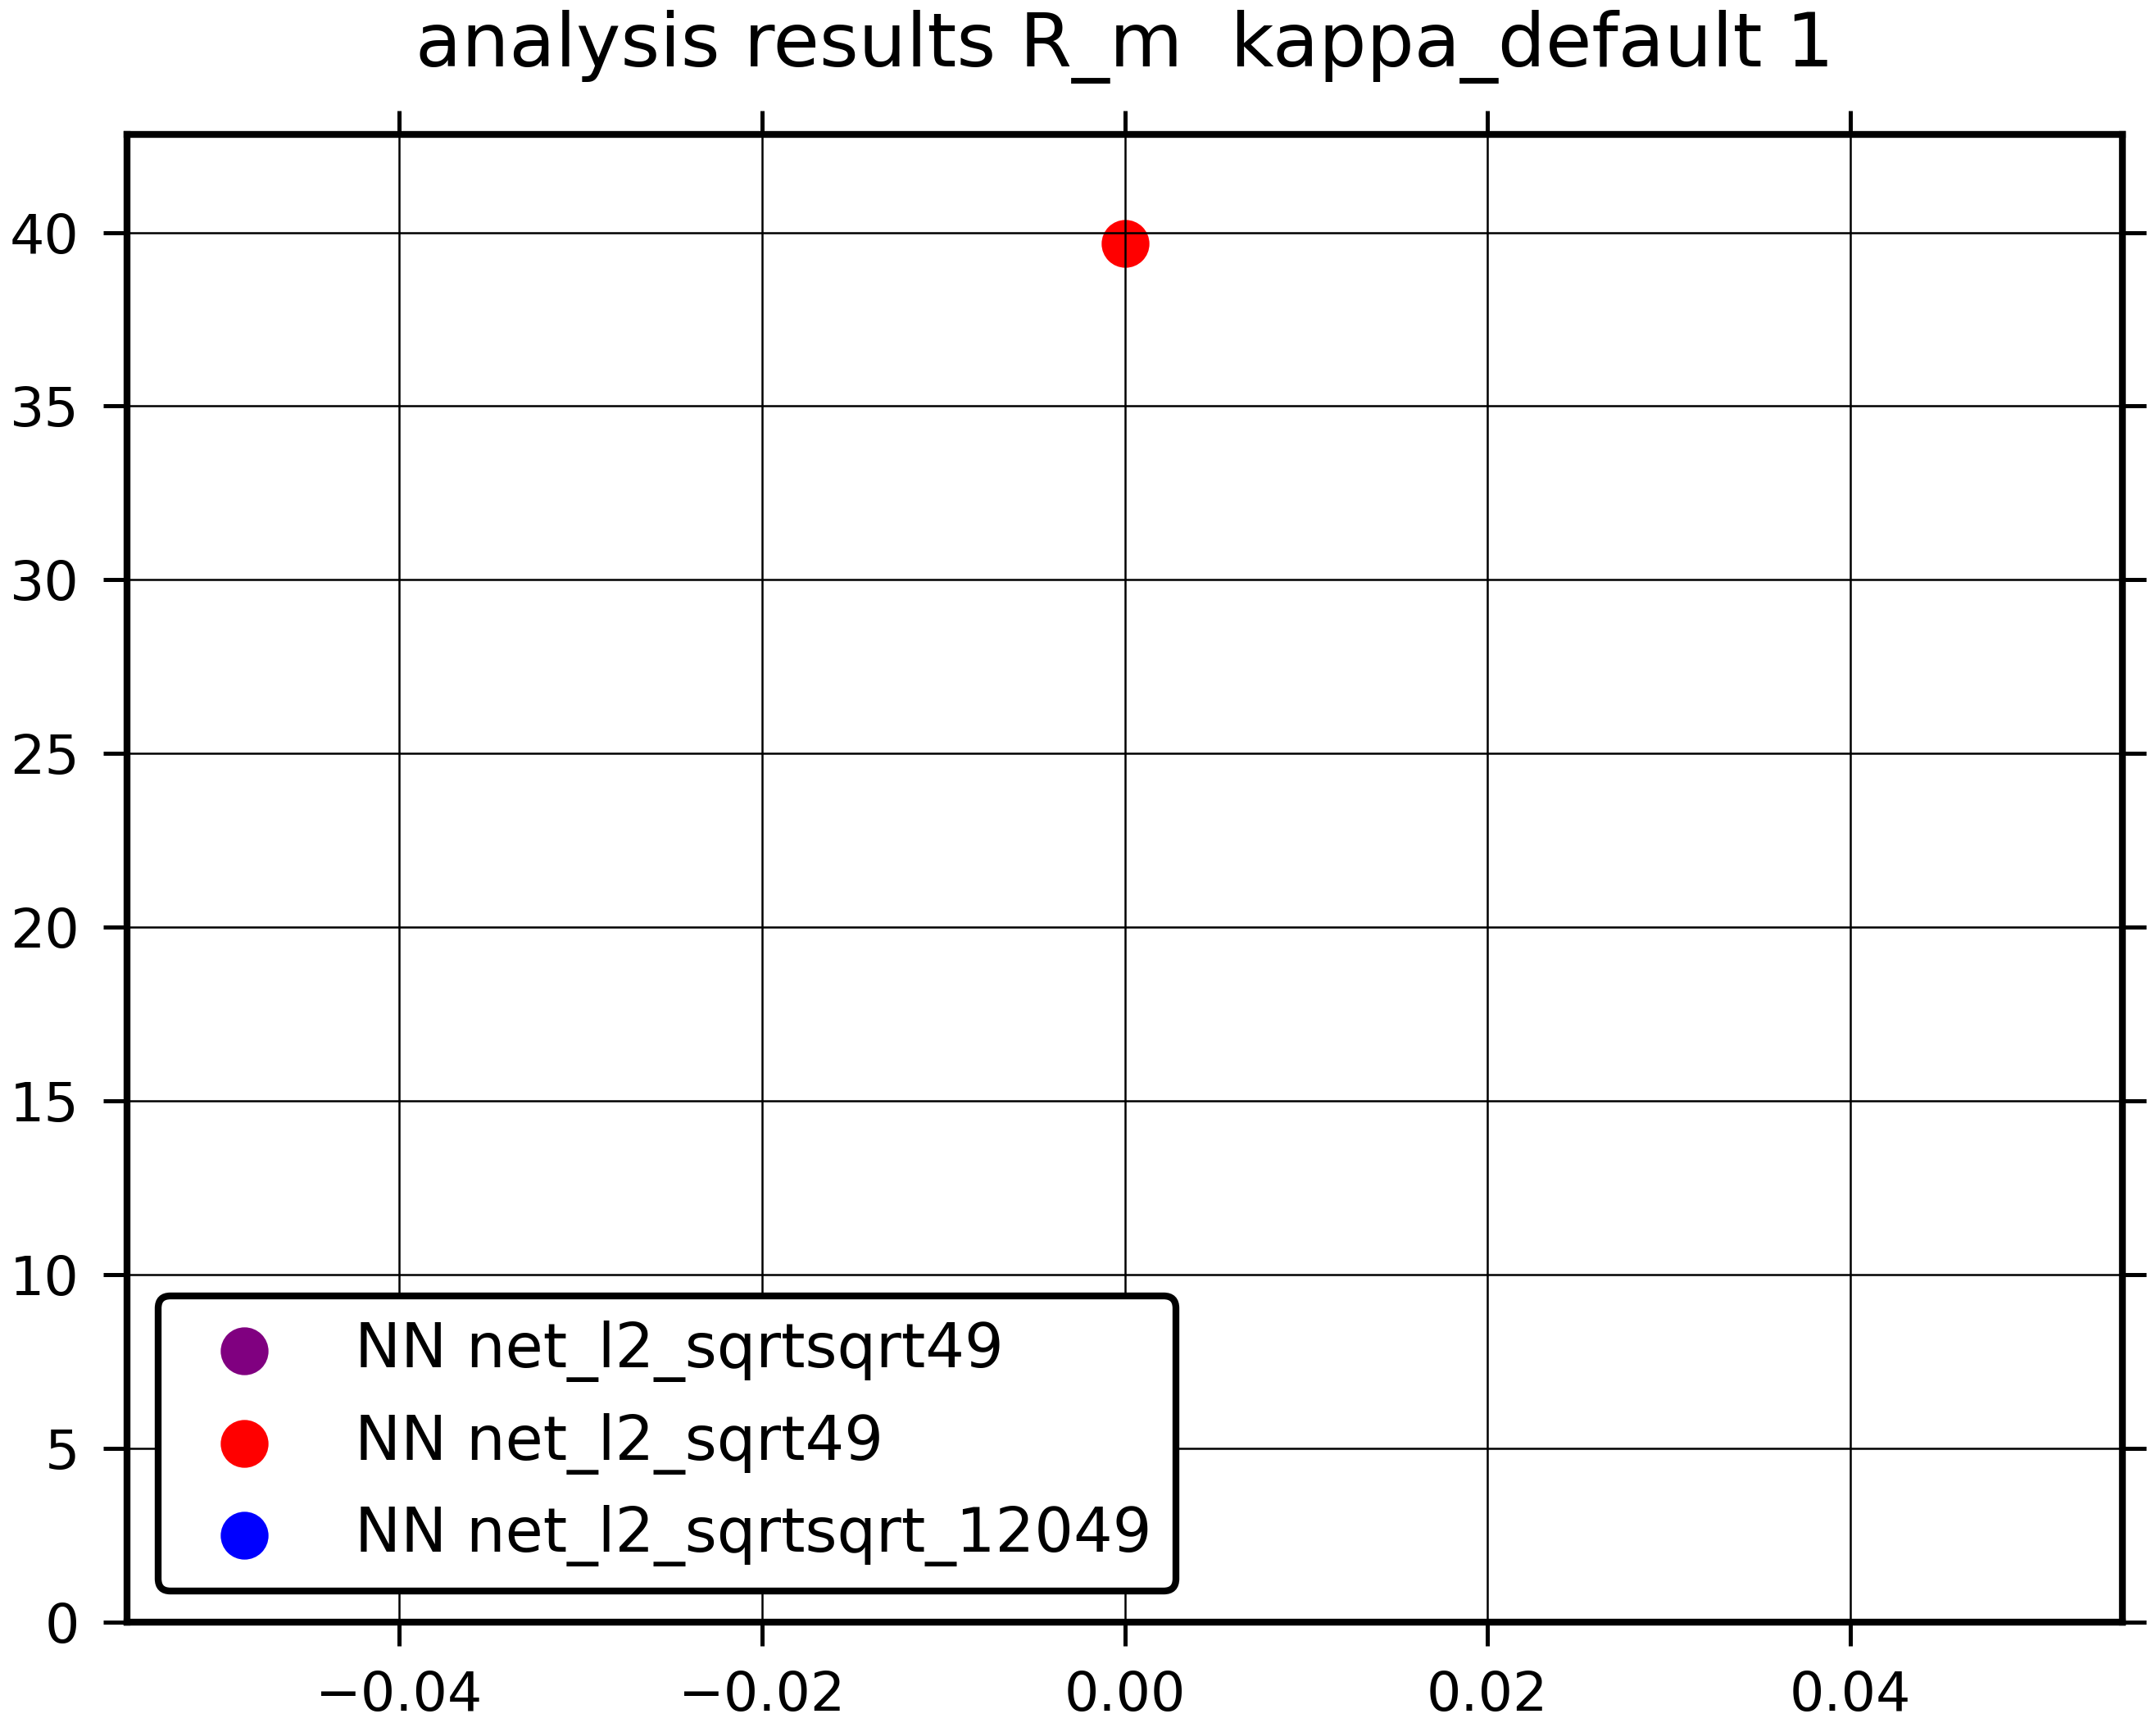 analysis results R_m  kappa_default 1
40
35
30
25
20
15
10
5
0
NN net_l2_sqrtsqrt49
NN net_l2_sqrt49
NN net_l2_sqrtsqrt_12049
−0.04 −0.02 0.00 0.02 0.04